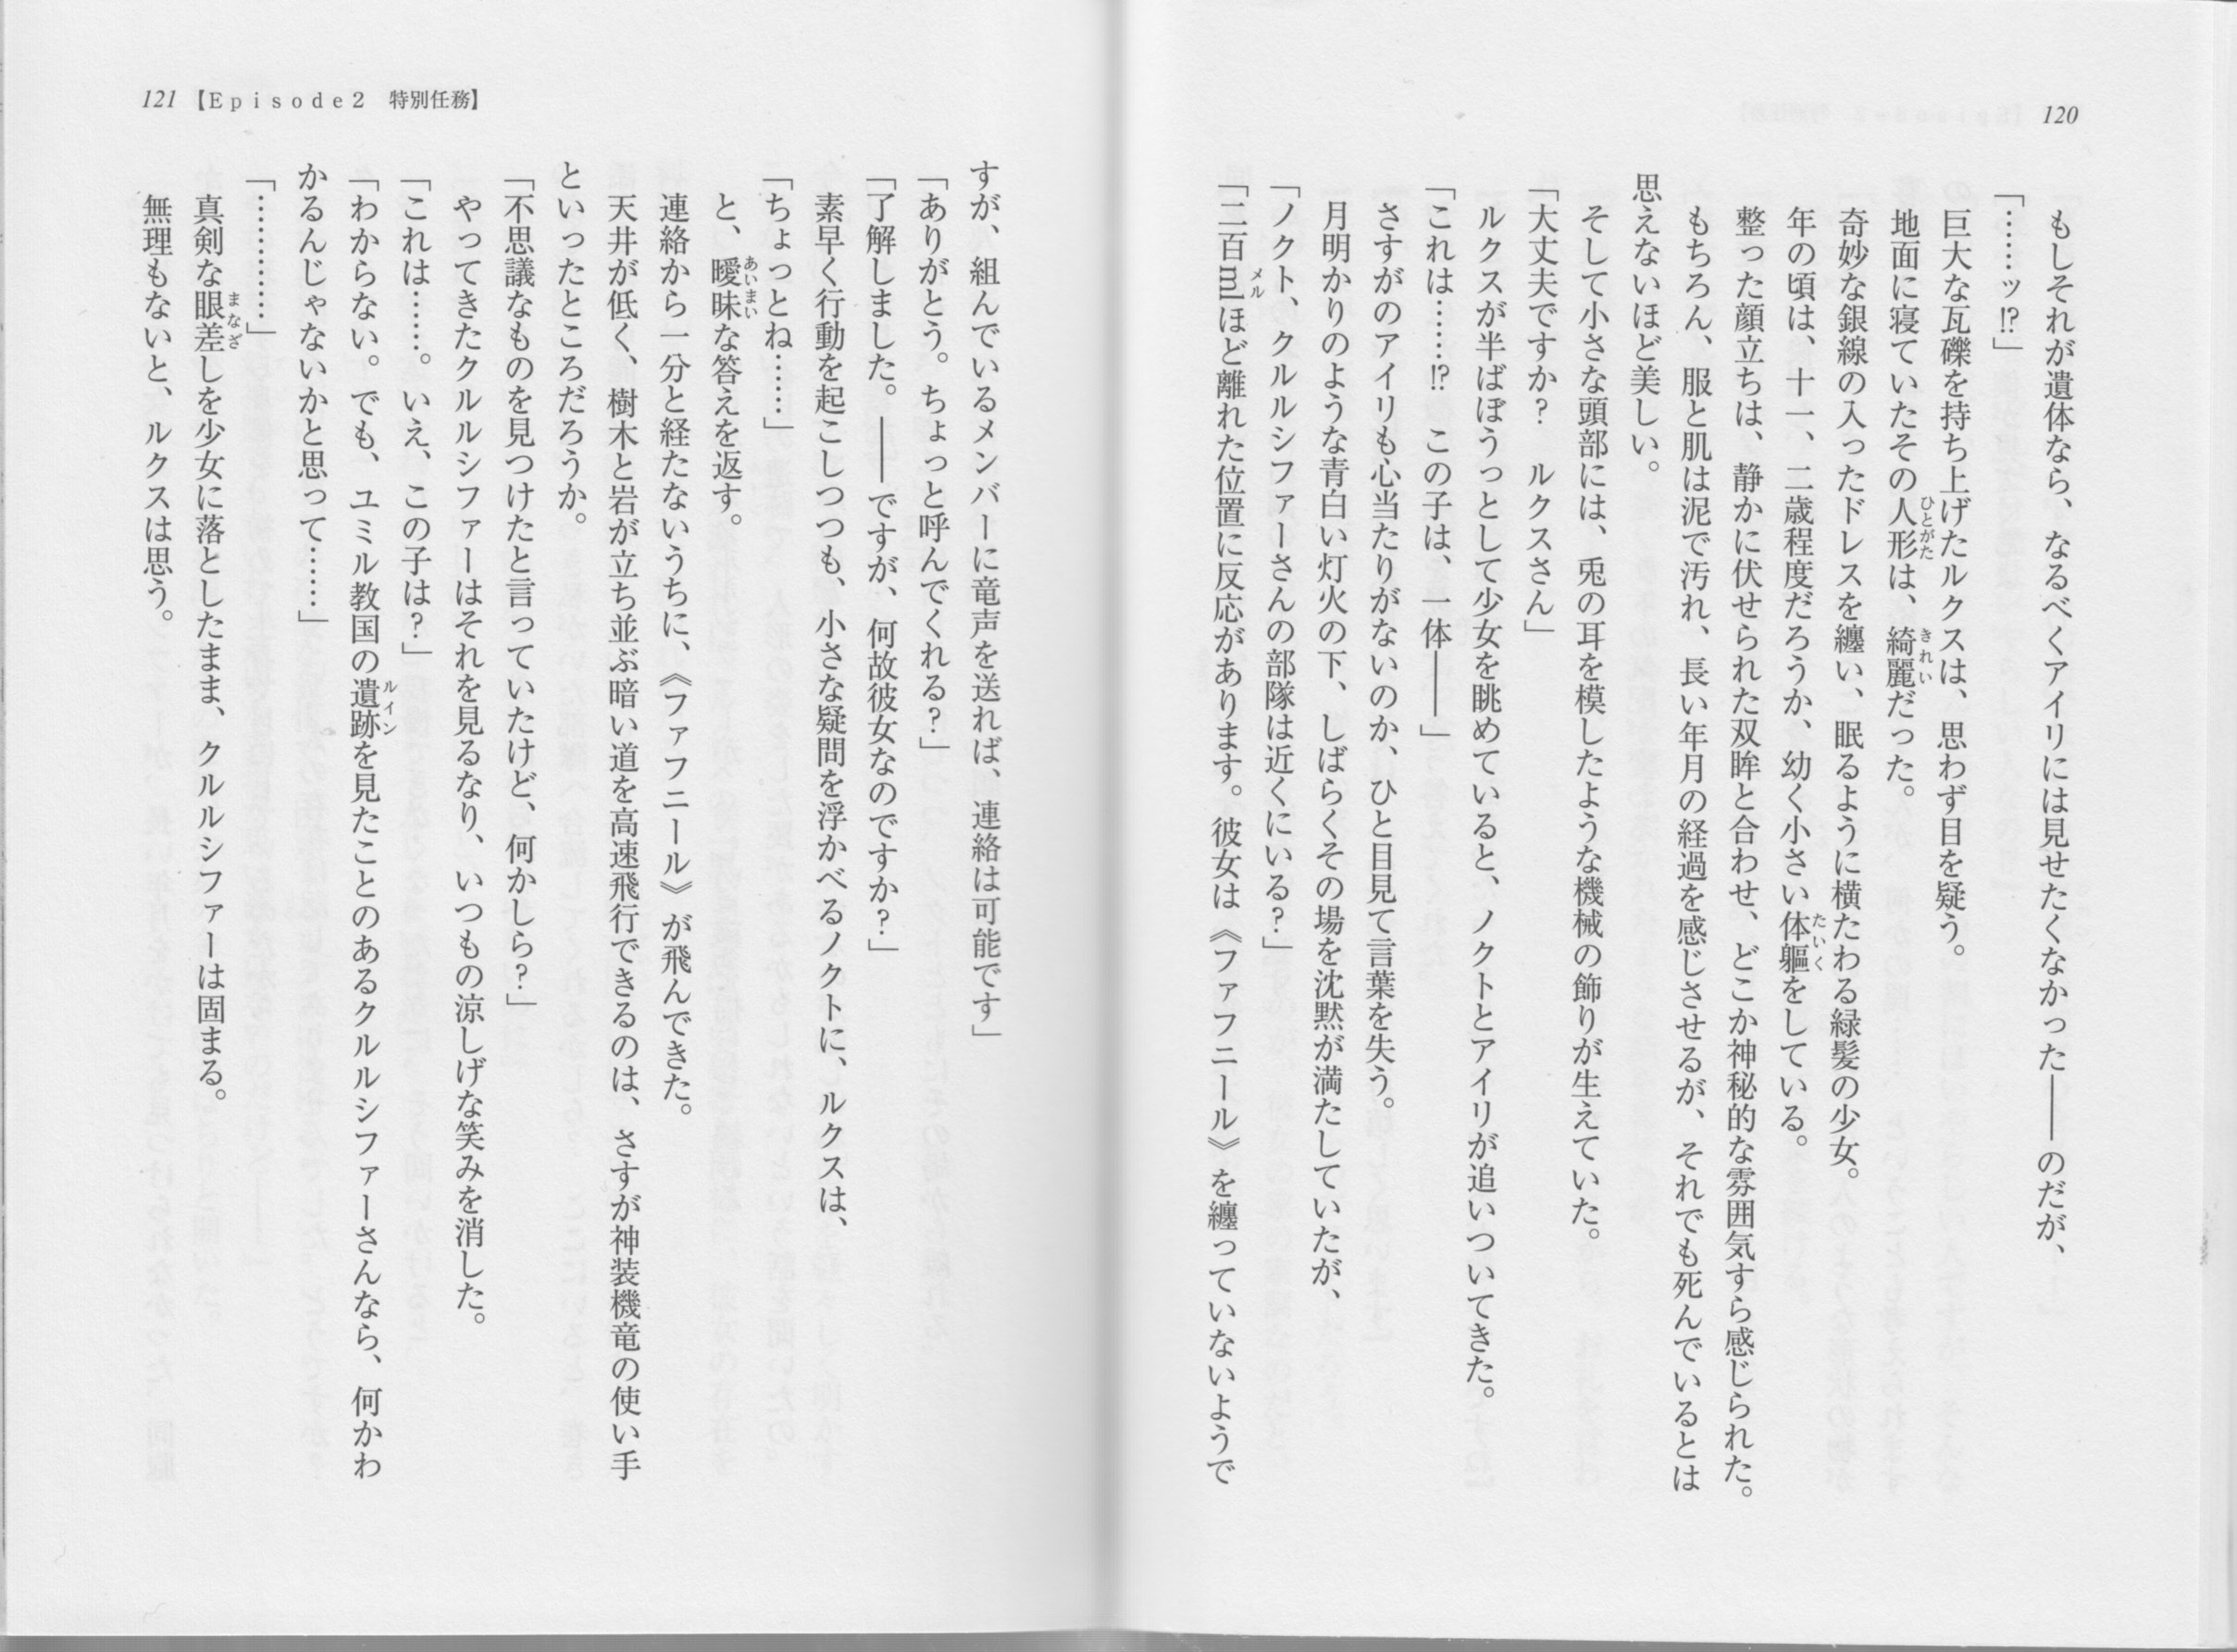 120
もしそれが遺体なら、なるべくアイリには見せたくなかった――のだが、
「……ッ!?」
巨大な瓦礫を持ち上げたルクスは、思わず目を疑う。
地面に寝ていたその人形は、綺麗だった。
奇妙な銀線の入ったドレスを纏い、眠るように横たわる緑髪の少女。
年の頃は、十一、二歳程度だろうか、幼く小さい体軀をしている。
整った顔立ちは、静かに伏せられた双眸と合わせ、どこか神秘的な雰囲気すら感じられた。
もちろん、服と肌は泥で汚れ、長い年月の経過を感じさせるが、それでも死んでいるとは
思えないほど美しい。
そして小さな頭部には、兎の耳を模したような機械の飾りが生えていた。
「大丈夫ですか?　ルクスさん」
ルクスが半ばぼうっとして少女を眺めていると、ノクトとアイリが追いついてきた。
「これは……!?　この子は、一体――」
さすがのアイリも心当たりがないのか、ひと目見て言葉を失う。
月明かりのような青白い灯火の下、しばらくその場を沈黙が満たしていたが、
「ノクト、クルルシファーさんの部隊は近くにいる?」
「二百mlほど離れた位置に反応があります。彼女は《ファフニール》を纏っていないようで
121【Episode2　特別任務】
すが、組んでいるメンバーに竜声を送れば、連絡は可能です」
「ありがとう。ちょっと呼んでくれる?」
「了解しました。――ですが、何故彼女なのですか?」
素早く行動を起こしつつも、小さな疑問を浮かべるノクトに、ルクスは、
「ちょっとね……」
と、曖昧な答えを返す。
連絡から一分と経たないうちに、《ファフニール》が飛んできた。
天井が低く、樹木と岩が立ち並ぶ暗い道を高速飛行できるのは、さすが神装機竜の使い手
といったところだろうか。
「不思議なものを見つけたと言っていたけど、何かしら?」
やってきたクルルシファーはそれを見るなり、いつもの涼しげな笑みを消した。
「これは……。いえ、この子は?」
「わからない。でも、ユミル教国の遺跡を見たことのあるクルルシファーさんなら、何かわ
かるんじゃないかと思って……」
「…………」
真剣な眼差しを少女に落としたまま、クルルシファーは固まる。
無理もないと、ルクスは思う。